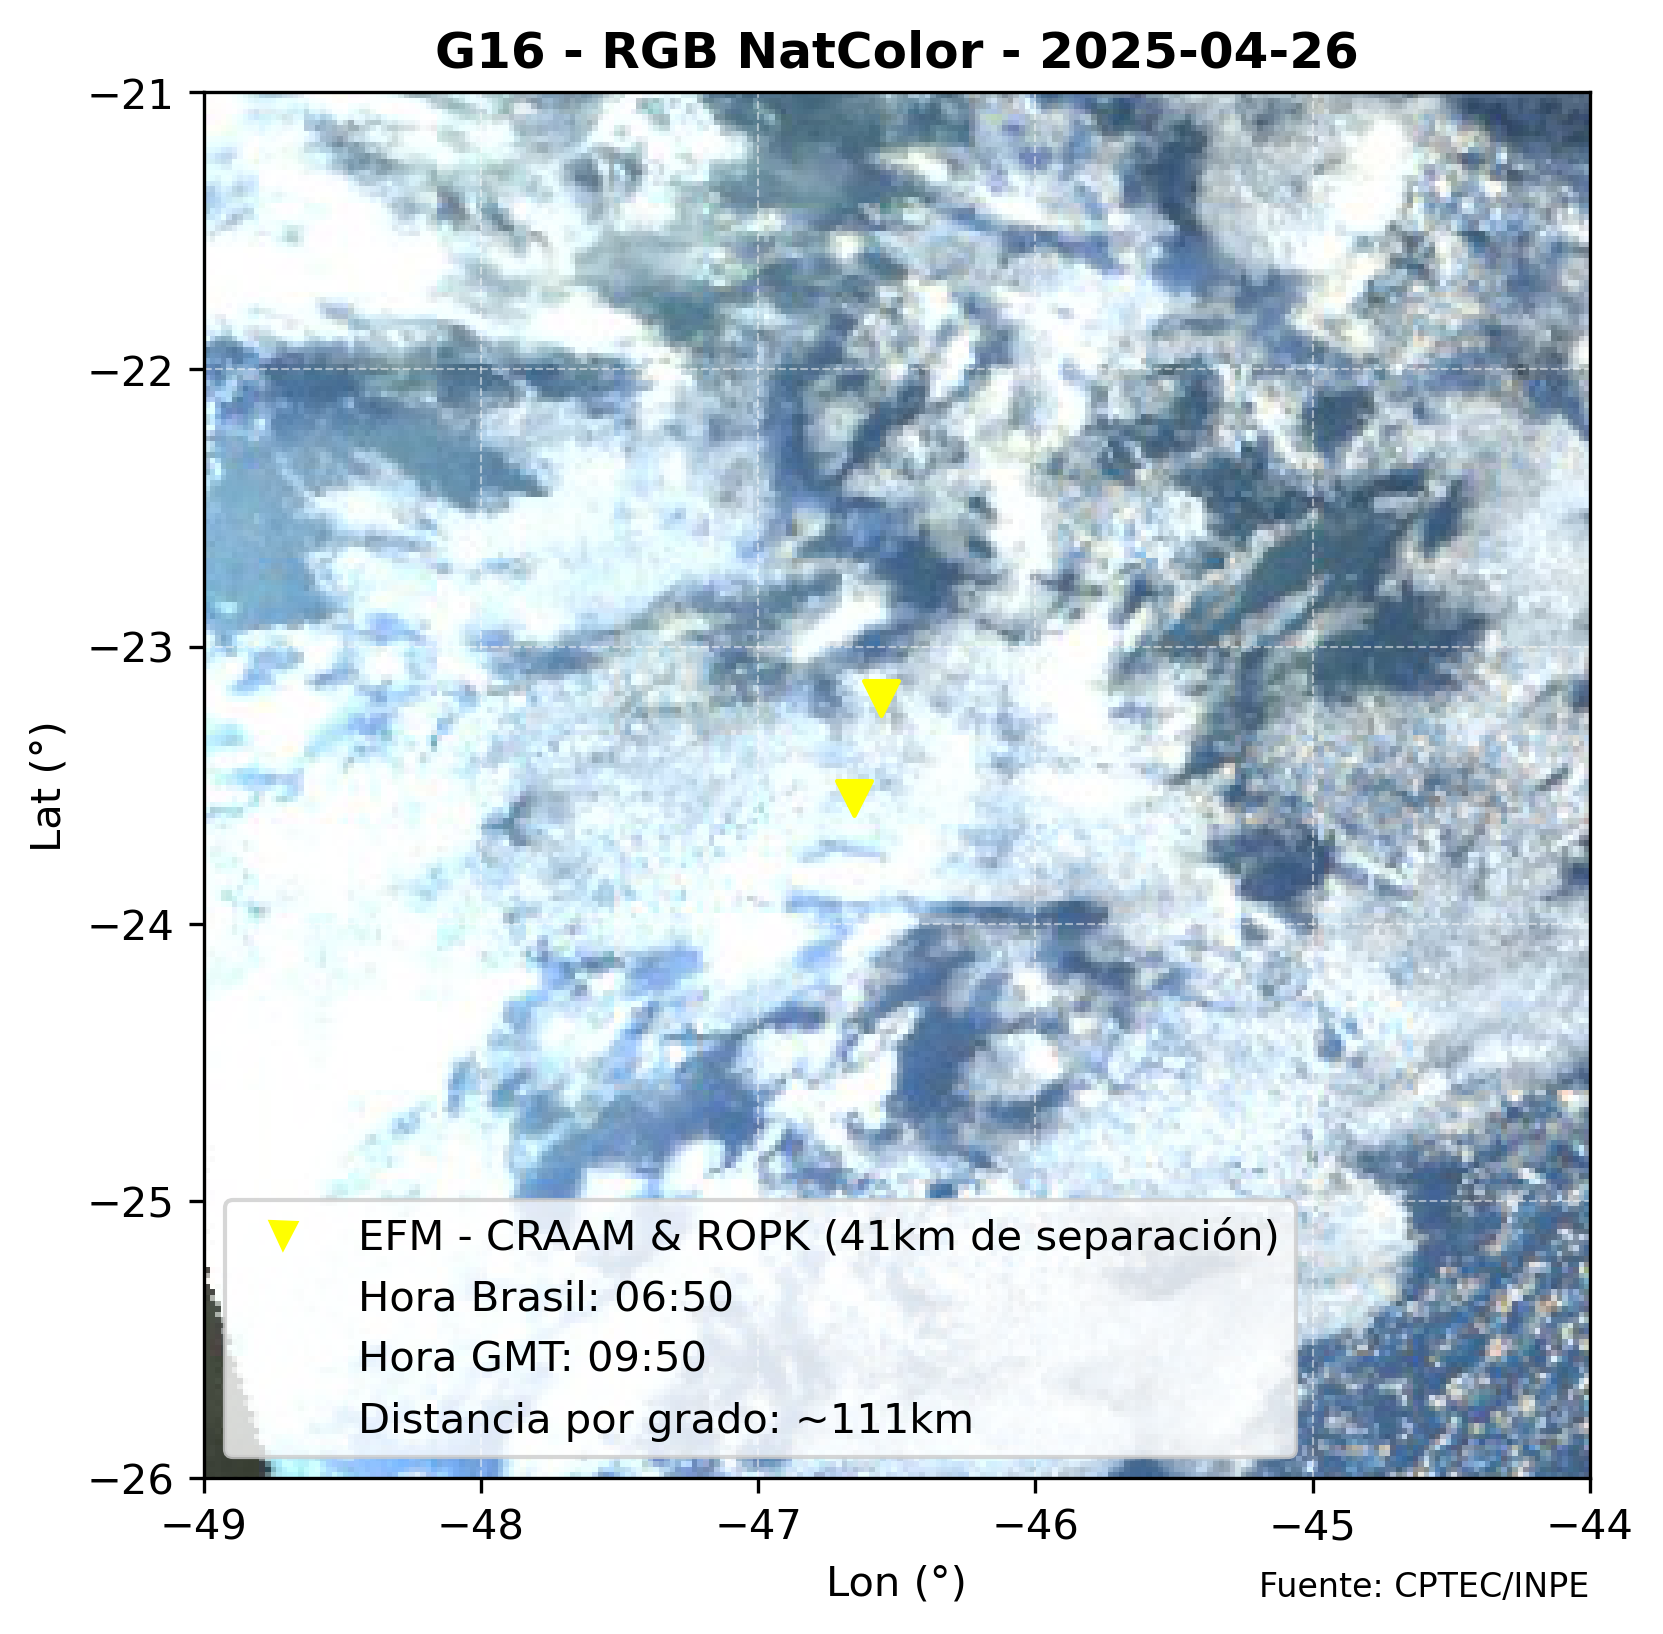 G16 - RGB NatColor - 2025-04-26
−21
−22
−23
−24
−25
−26
Lat (°)
EFM - CRAAM & ROPK (41km de separación)
Hora Brasil: 06:50
Hora GMT: 09:50
Distancia por grado: ~111km
−49
−48
−47
−46
−45
−44
Lon (°)
Fuente: CPTEC/INPE